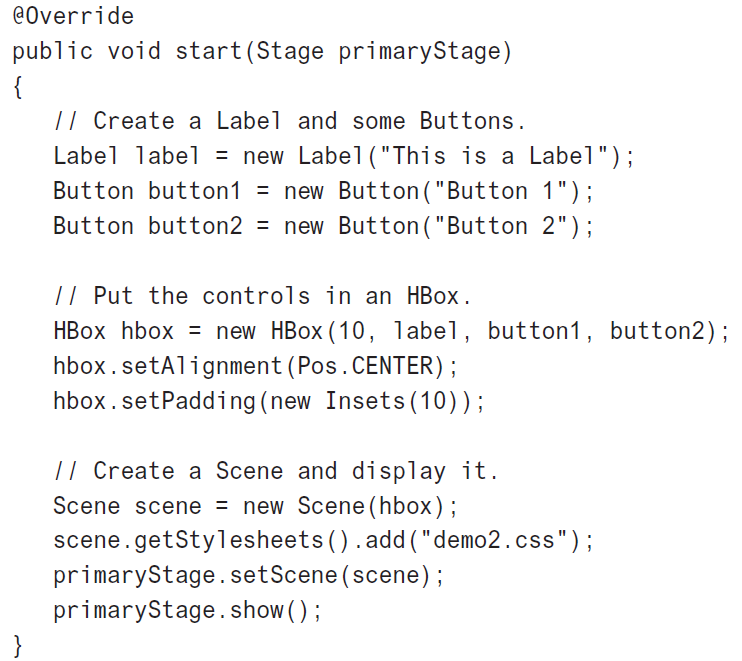 @Override
public void start(Stage primaryStage)
{
   // Create a Label and some Buttons.
   Label label = new Label("This is a Label");
   Button button1 = new Button("Button 1");
   Button button2 = new Button("Button 2");

   // Put the controls in an HBox.
   HBox hbox = new HBox(10, label, button1, button2);
   hbox.setAlignment(Pos.CENTER);
   hbox.setPadding(new Insets(10));

   // Create a Scene and display it.
   Scene scene = new Scene(hbox);
   scene.getStylesheets().add("demo2.css");
   primaryStage.setScene(scene);
   primaryStage.show();
}